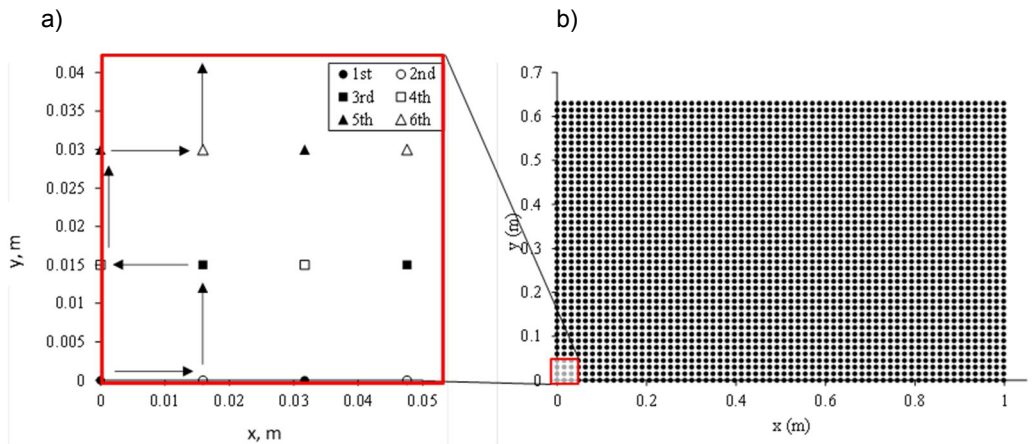 a)
b)
0.04
0.035
0.03
0.025
0.02
0.015
0.01
0.005
0
y, m
1st 2nd
3rd 4th
5th 6th
0 0.01 0.02 0.03 0.04 0.05
x, m
0.7
0.6
0.5
0.4
0.3
0.2
0.1
0
y (m)
0 0.2 0.4 0.6 0.8 1
x (m)